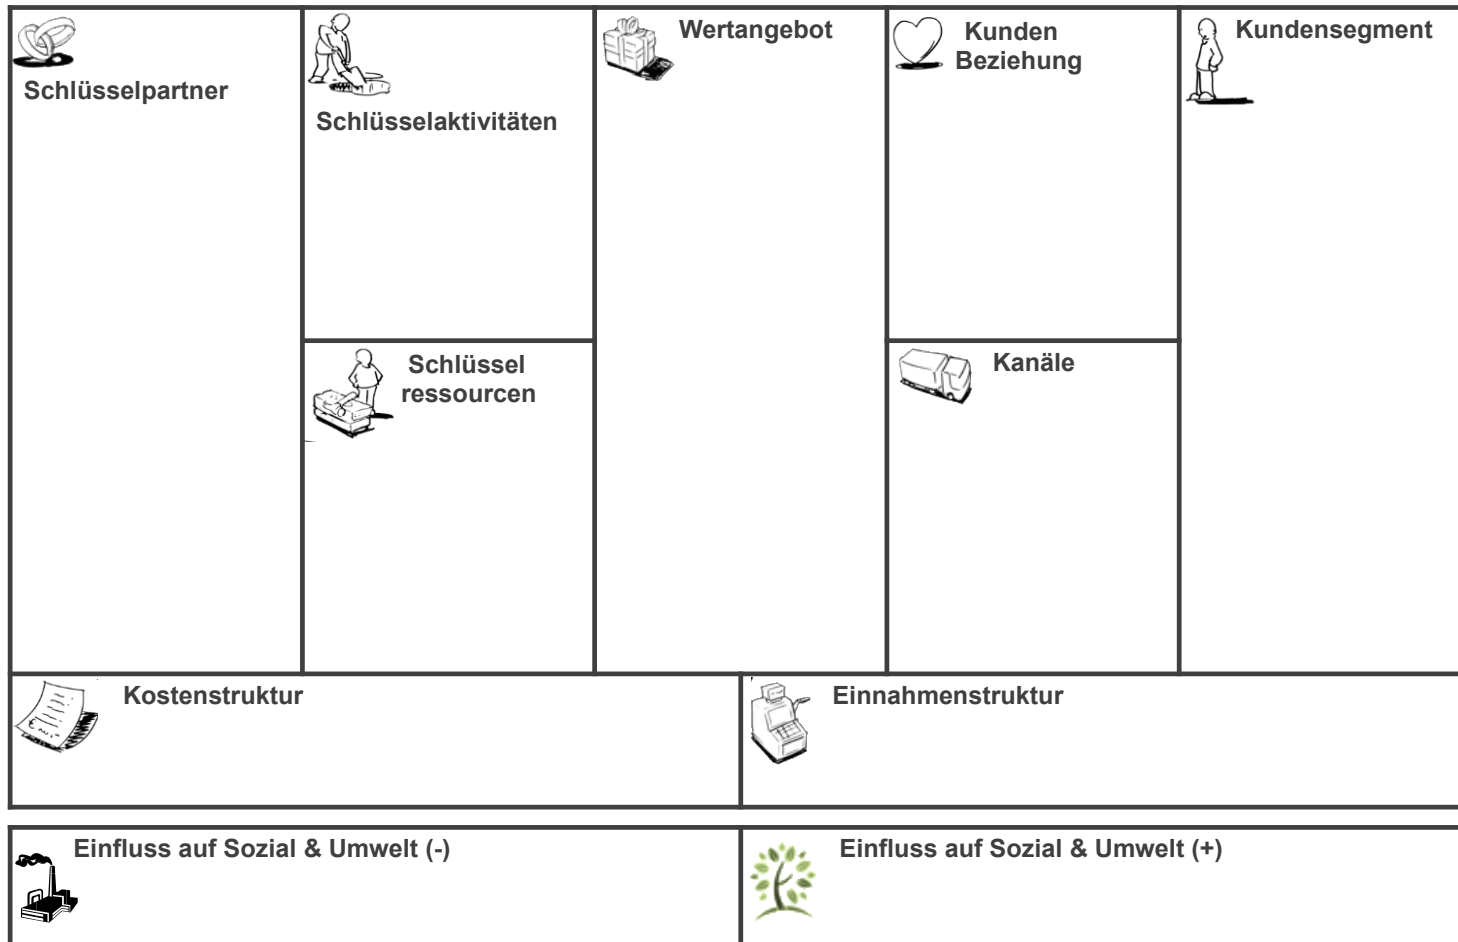 Schlüsselpartner
Schlüsselaktivitäten
Schlüssel
ressourcen
Wertangebot
Kunden
Beziehung
Kanäle
Kundensegment
Kostenstruktur
Einnahmenstruktur
Einfluss auf Sozial & Umwelt (-)
Einfluss auf Sozial & Umwelt (+)